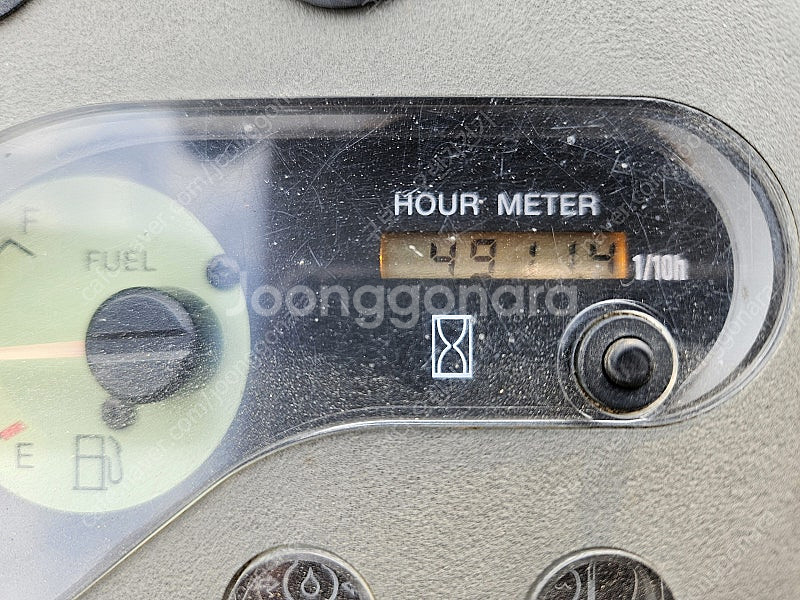 HOUR METER
49114
1/10h
F
FUEL
E
Joonggonara